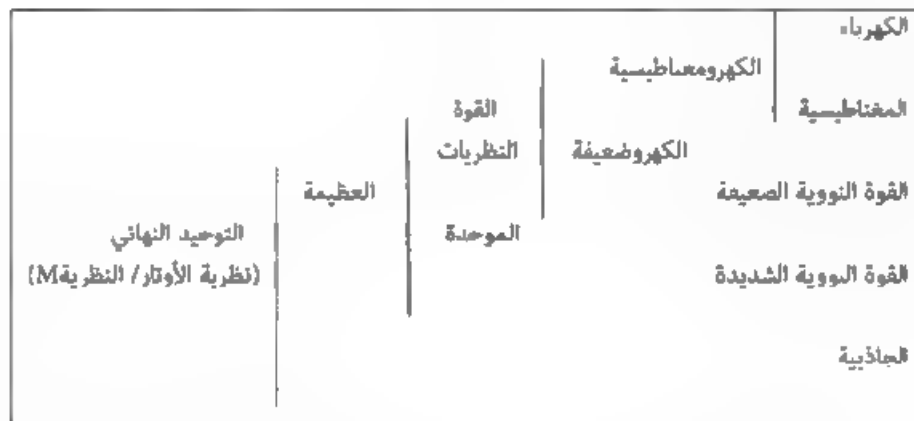 الكهرباء
الكهرومغناطيسية
القوة المغناطيسية
النظريات الكهروضعيفة
العظيمة القوة النووية الضعيفة
التوحيد النهائي الموحدة
(نظرية الأوتار/ النظريةM) القوة النووية الشديدة
الجاذبية